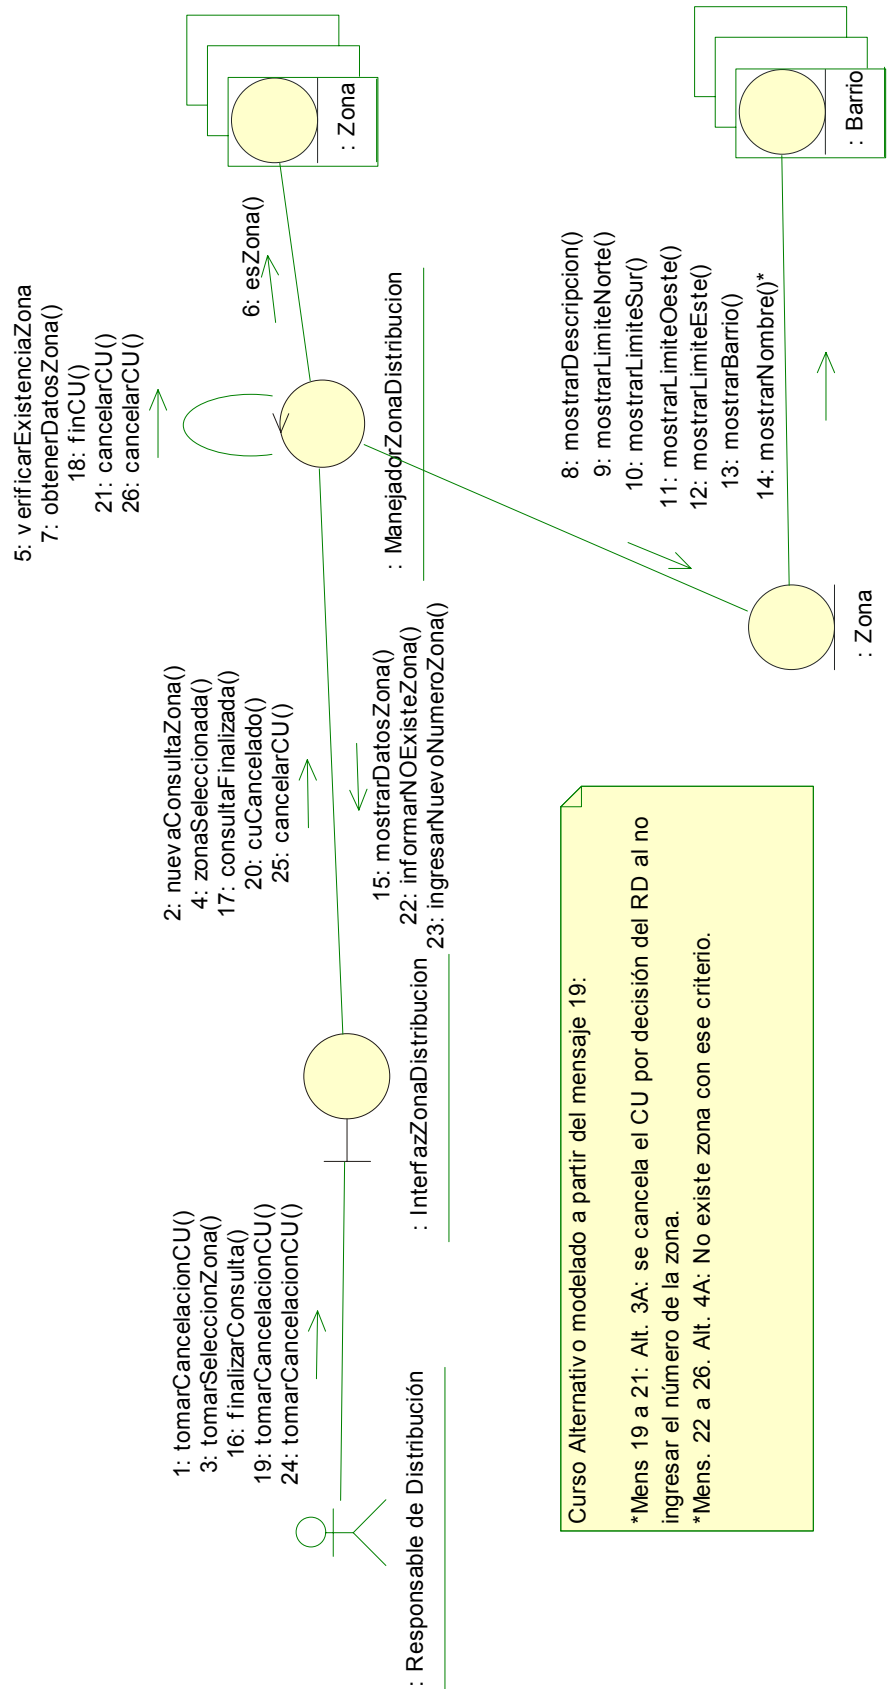 1: tomarCancelacionCU()
3: tomarSeleccionZona()
16: finalizarConsulta()
19: tomarCancelacionCU()
24: tomarCancelacionCU()
: Responsable de Distribución
2: nuevaConsultaZona()
4: zonaSeleccionada()
17: consultaFinalizada()
20: cuCancelado()
25: cancelarCU()
15: mostrarDatosZona()
22: informarNOExisteZona()
23: ingresarNuevoNumeroZona()
: InterfazZonaDistribucion
5: verificarExistenciaZona
7: obtenerDatosZona()
18: finCU()
21: cancelarCU()
26: cancelarCU()
: ManejadorZonaDistribucion
6: esZona()
: Zona
8: mostrarDescripcion()
9: mostrarLimiteNorte()
10: mostrarLimiteSur()
11: mostrarLimiteOeste()
12: mostrarLimiteEste()
13: mostrarBarrio()
14: mostrarNombre()*
: Zona
: Barrio
Curso Alternativo modelado a partir del mensaje 19:
*Mens 19 a 21: Alt. 3A: se cancela el CU por decisión del RD al no
ingresar el número de la zona.
*Mens. 22 a 26. Alt. 4A: No existe zona con ese criterio.